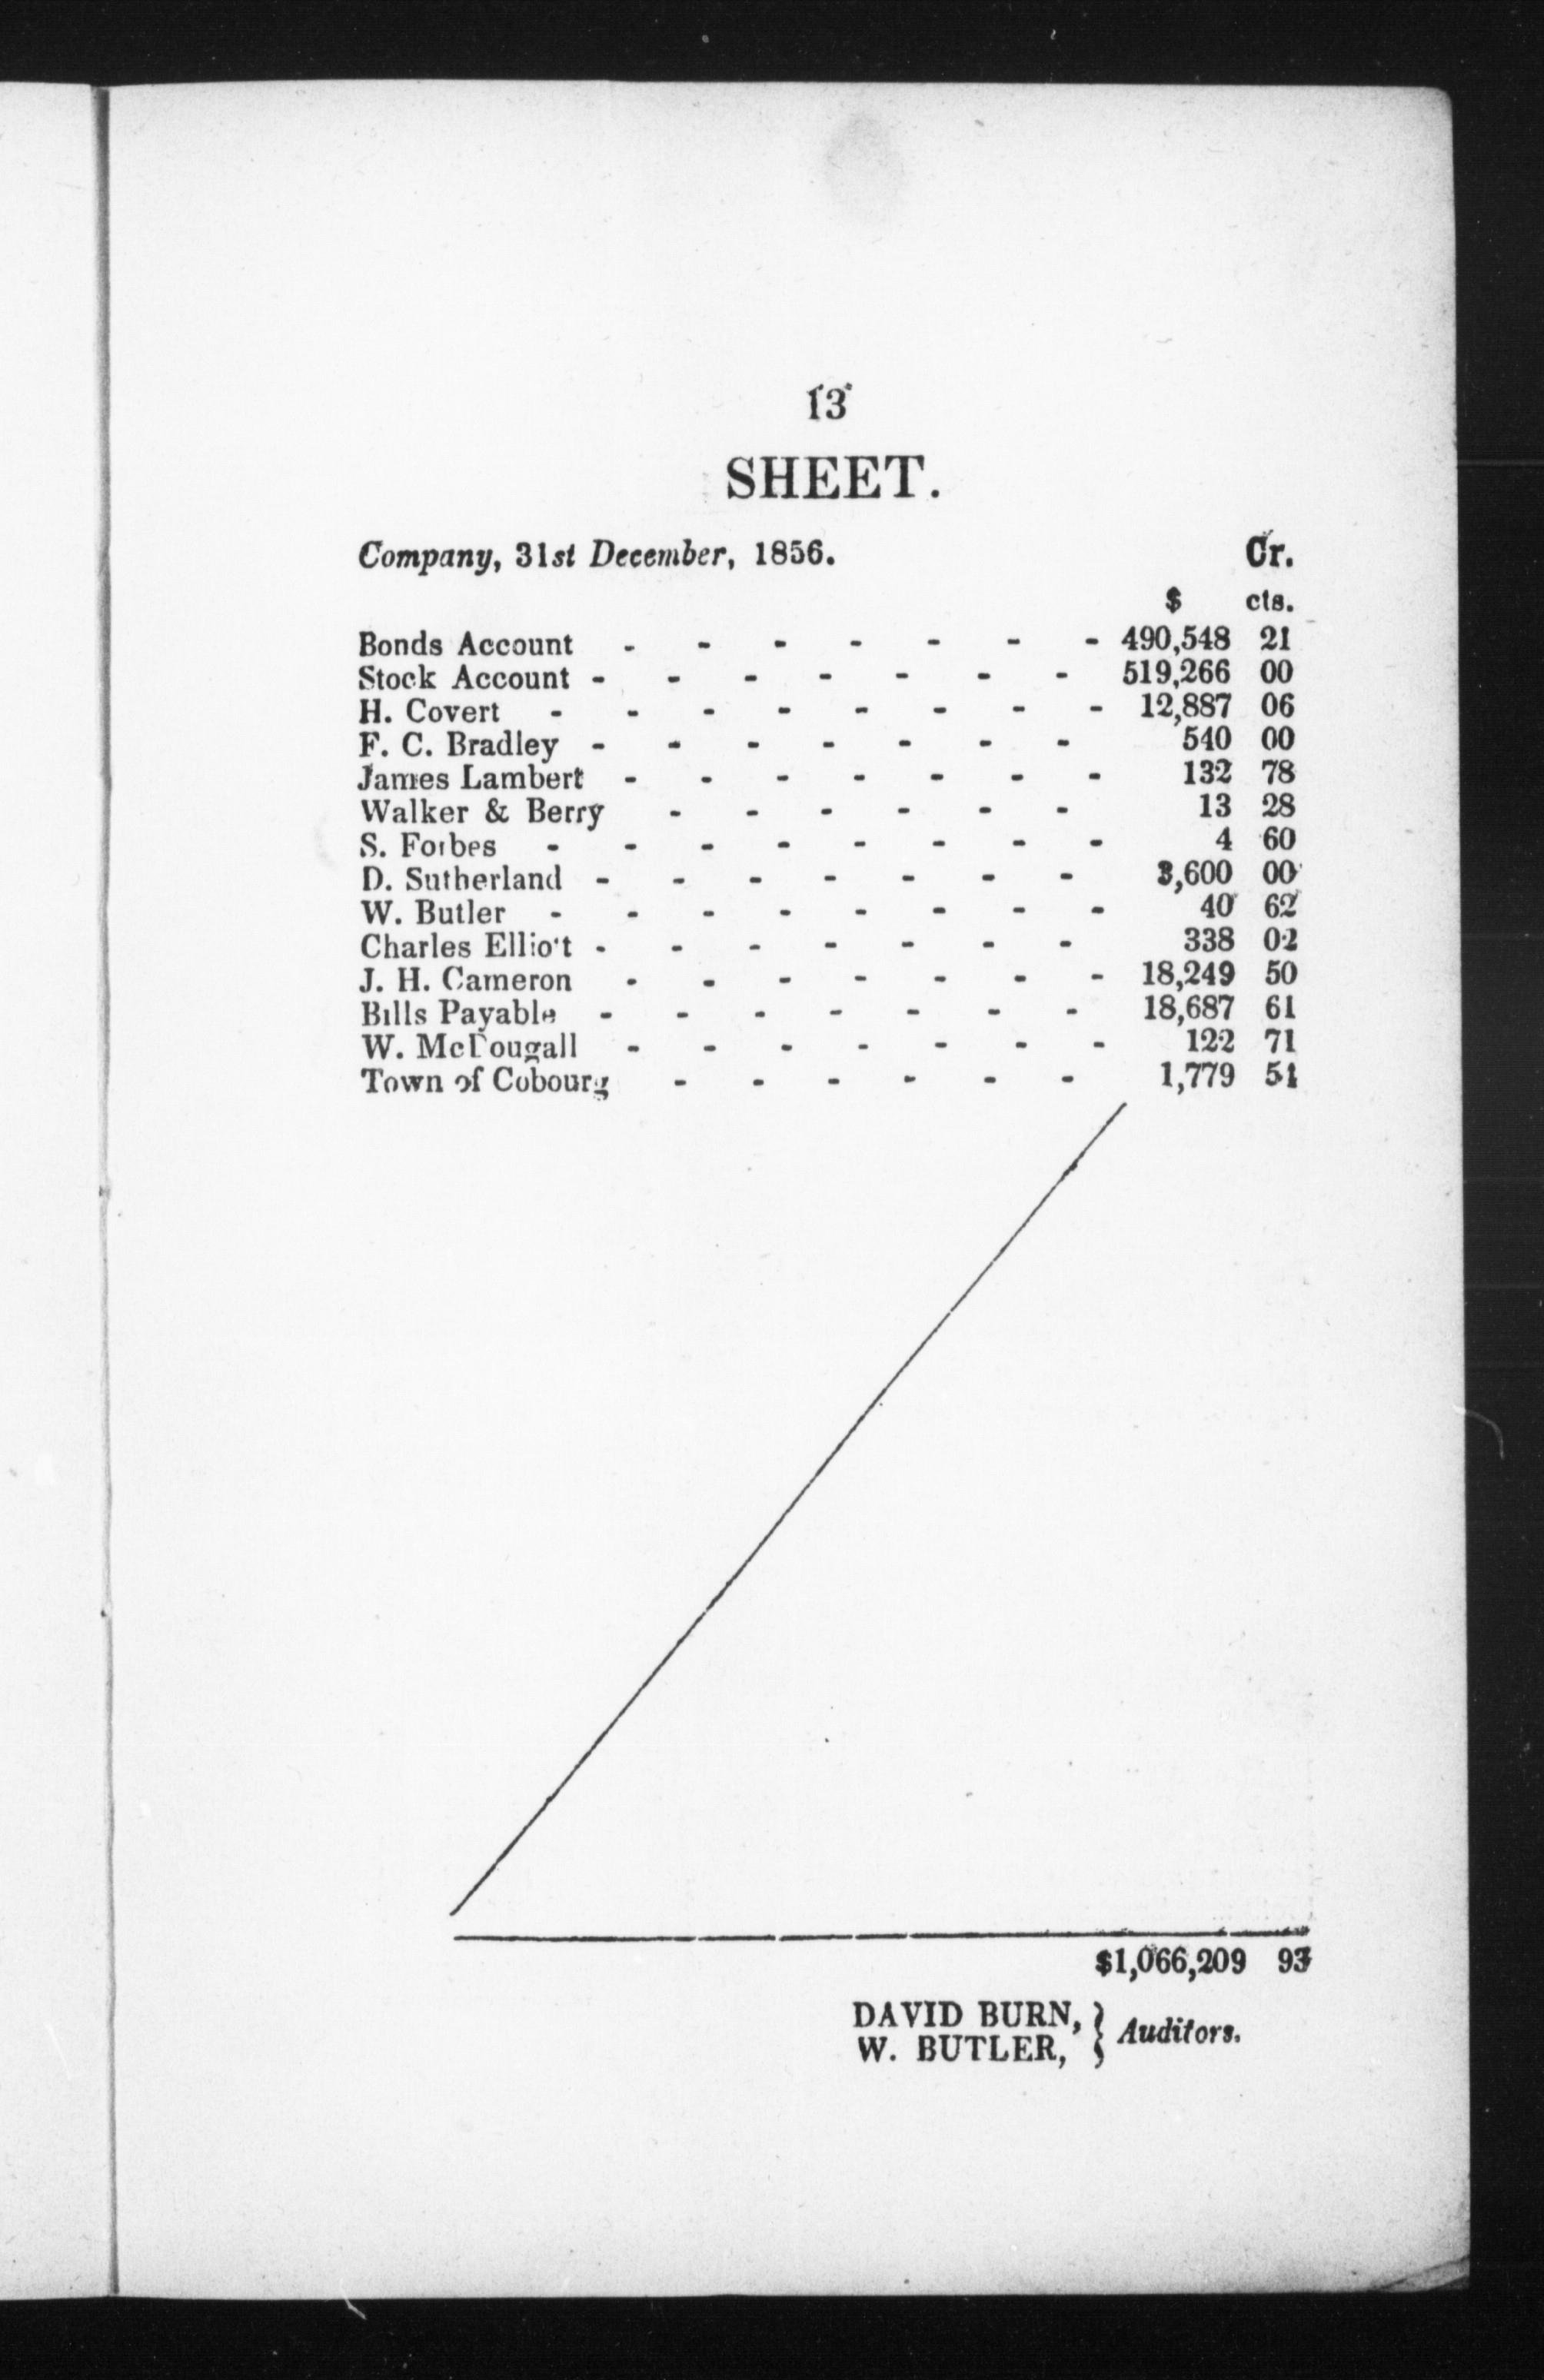 13
SHEET.
Company, 31st December, 1856. Cr.
$ cts.
Bonds Account - - - - - - - 490,548 21
Stock Account - - - - - - - 519,266 00
H. Covert - - - - - - - - 12,887 06
F. C. Bradley - - - - - - - 540 00
James Lambert - - - - - - - 132 78
Walker & Berry - - - - - - 13 28
S. Forbes - - - - - - - - 4 60
D. Sutherland - - - - - - - 3,600 00
W. Butler - - - - - - - - 40 62
Charles Elliott - - - - - - - 338 02
J. H. Cameron - - - - - - - 18,249 50
Bills Payable - - - - - - - 18,687 61
W. McDougall - - - - - - - 122 71
Town of Cobourg - - - - - - 1,779 54
$1,066,209 93
DAVID BURN, } Auditors.
W. BUTLER,